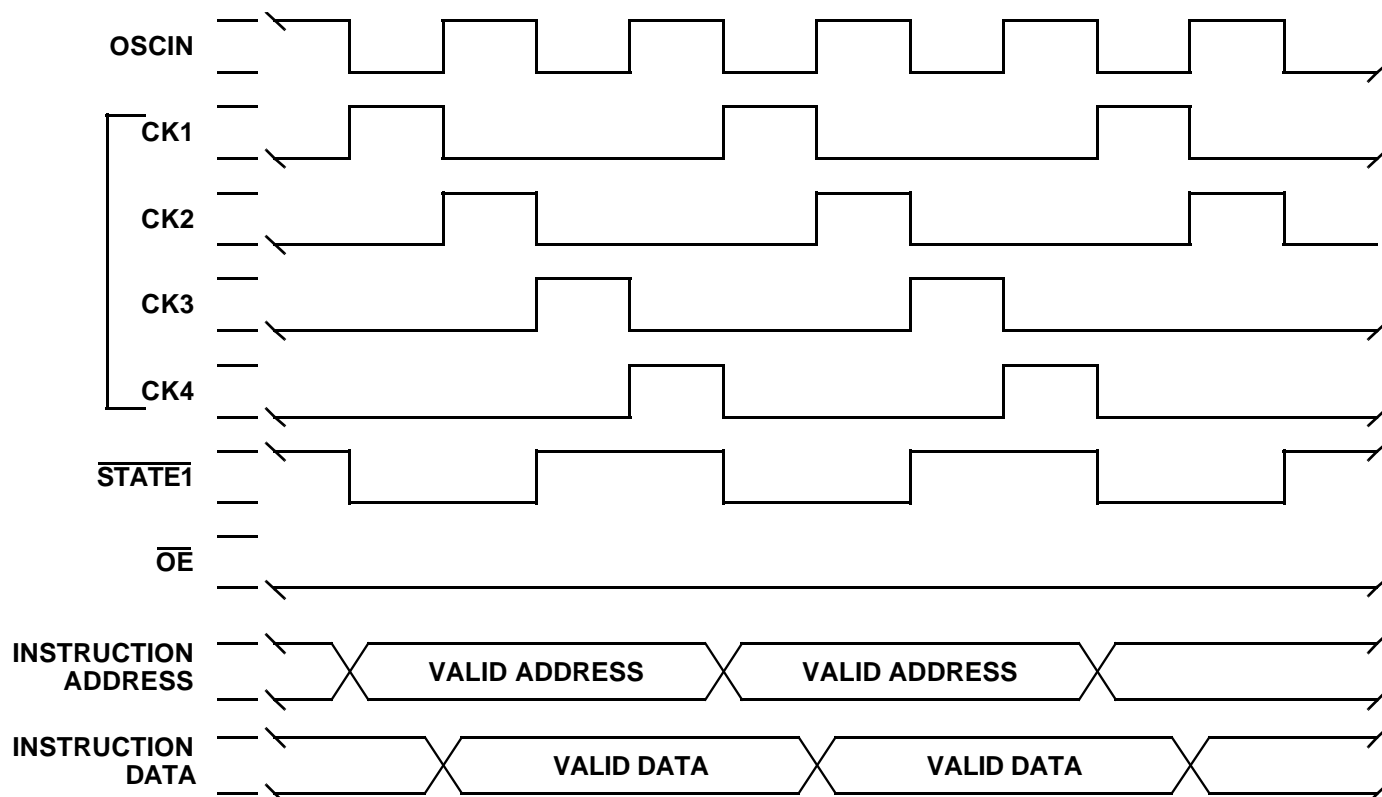 OSCIN
CK1
CK2
CK3
CK4
STATE1
OE
INSTRUCTION
ADDRESS
VALID ADDRESS
VALID ADDRESS
INSTRUCTION
DATA
VALID DATA
VALID DATA